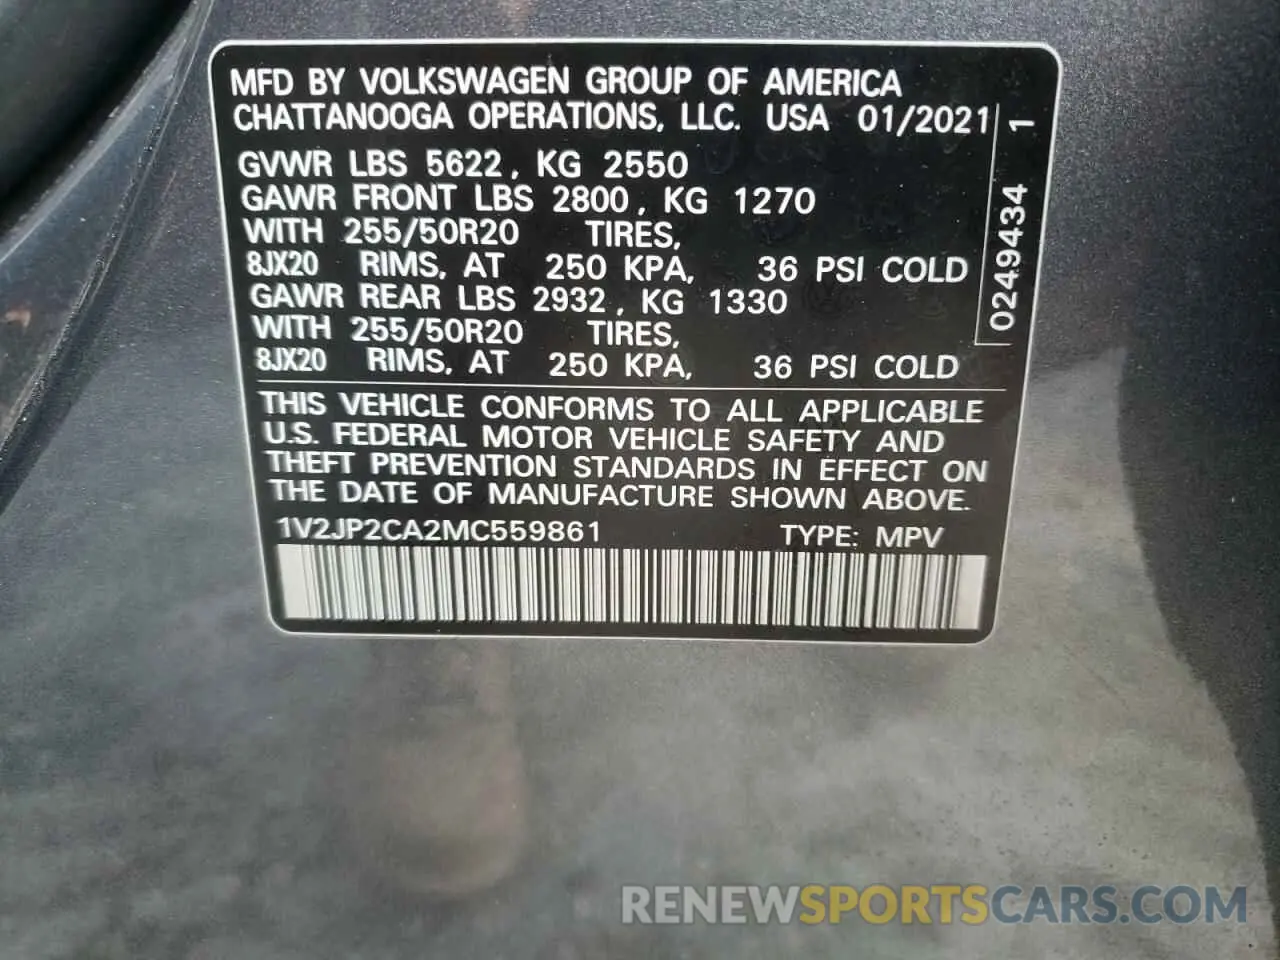 MFD BY VOLKSWAGEN GROUP OF AMERICA
CHATTANOOGA OPERATIONS, LLC. USA 01/2021
GVWR LBS 5622, KG 2550
GAWR FRONT LBS 2800, KG 1270
WITH 255/50R20 TIRES,
8JX20 RIMS, AT 250 KPA, 36 PSI COLD
GAWR REAR LBS 2932, KG 1330
WITH 255/50R20 TIRES,
8JX20 RIMS, AT 250 KPA, 36 PSI COLD
0249434 1
THIS VEHICLE CONFORMS TO ALL APPLICABLE
U.S. FEDERAL MOTOR VEHICLE SAFETY AND
THEFT PREVENTION STANDARDS IN EFFECT ON
THE DATE OF MANUFACTURE SHOWN ABOVE.
1V2JP2CA2MC559861 TYPE: MPV
RENEWSPORTSCARS.COM